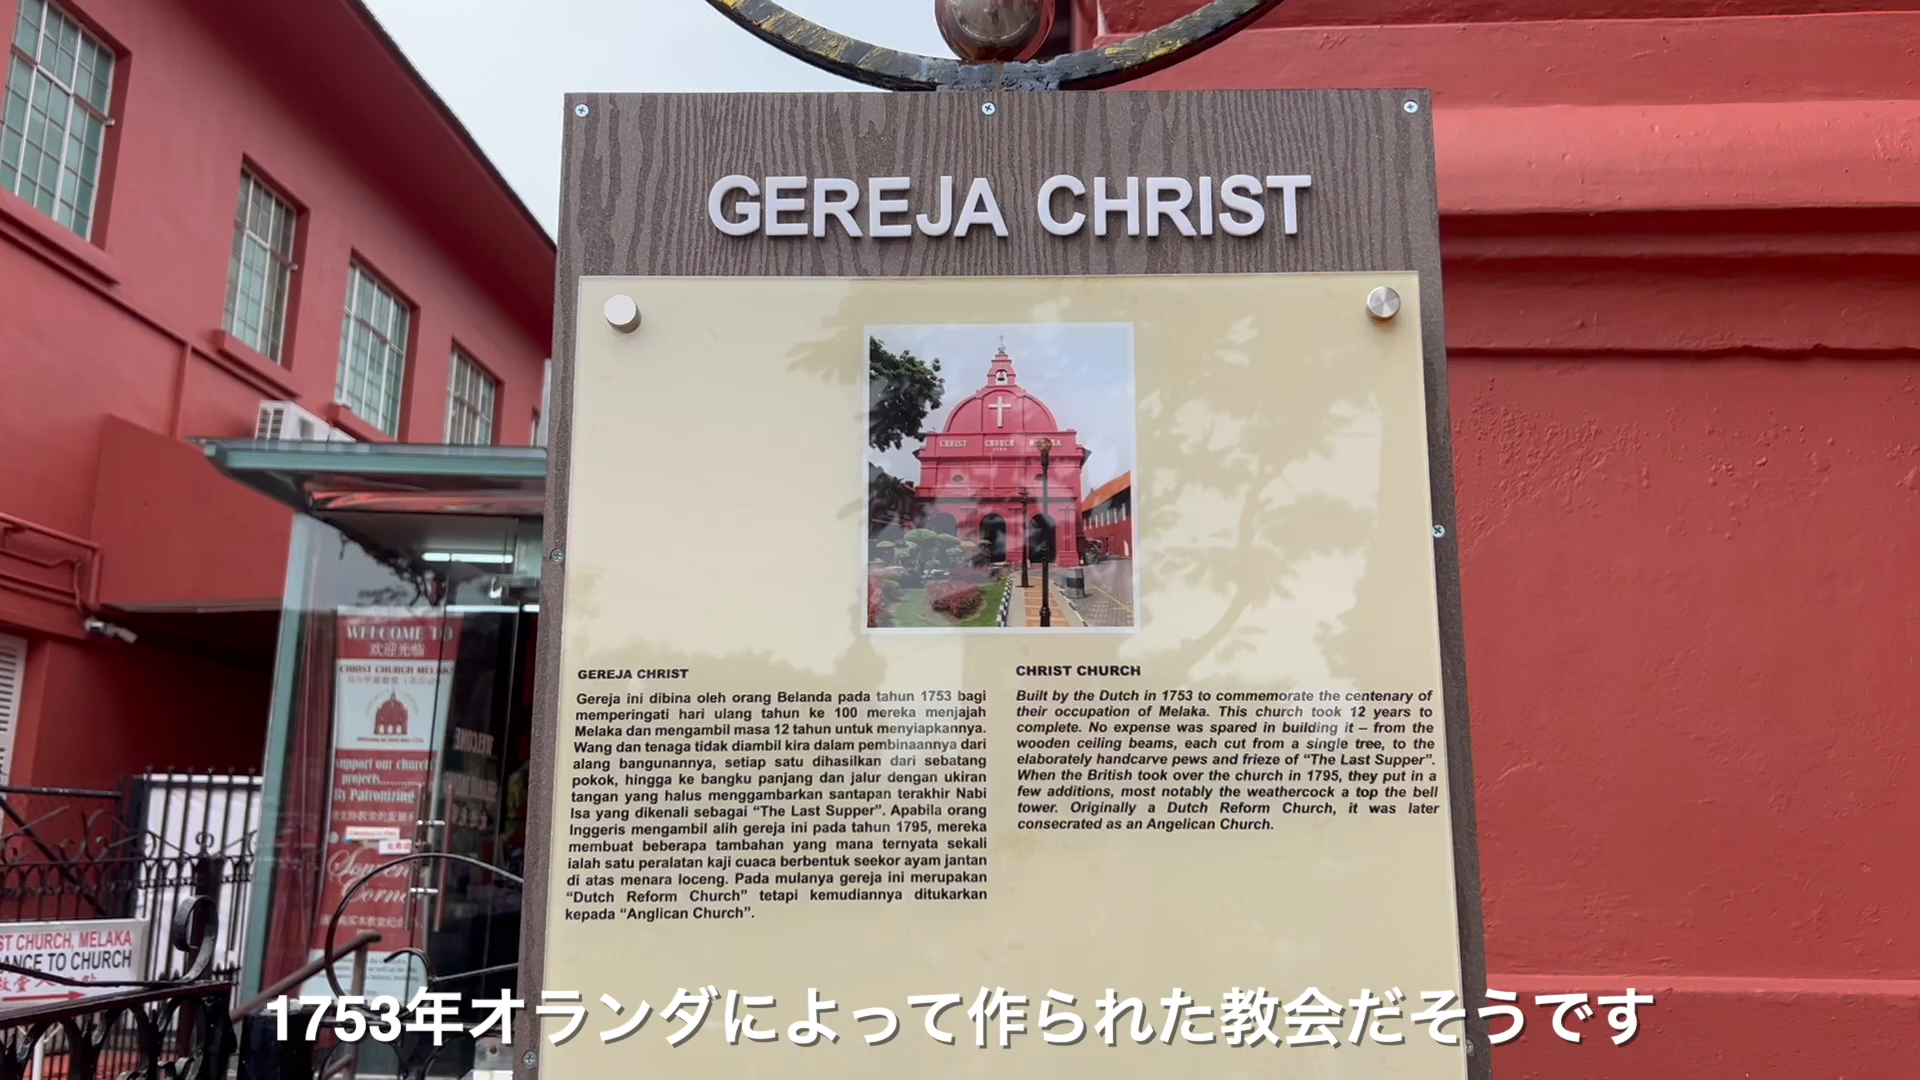 GEREJA CHRIST
CHRIST CHURCH MELAKA
GEREJA CHRIST
Gereja ini dibina oleh orang Belanda pada tahun 1753 bagi
memperingati hari ulang tahun ke 100 mereka menjajah
Melaka dan mengambil masa 12 tahun untuk menyiapkannya.
Wang dan tenaga tidak diambil kira dalam pembinaannya dari
alang bangunannya, setiap satu dihasilkan dari sebatang
pokok, hingga ke bangku panjang dan jalur dengan ukiran
tangan yang halus menggambarkan santapan terakhir Nabi
Isa yang dikenali sebagai “The Last Supper”. Apabila orang
Inggeris mengambil alih gereja ini pada tahun 1795, mereka
membuat beberapa tambahan yang mana ternyata sekali
ialah satu peralatan kaji cuaca berbentuk seekor ayam jantan
di atas menara loceng. Pada mulanya gereja ini merupakan
“Dutch Reform Church” tetapi kemudiannya ditukarkan
kepada “Anglican Church”.
CHRIST CHURCH
Built by the Dutch in 1753 to commemorate the centenary of
their occupation of Melaka. This church took 12 years to
complete. No expense was spared in building it – from the
wooden ceiling beams, each cut from a single tree, to the
elaborately handcarve pews and frieze of “The Last Supper”.
When the British took over the church in 1795, they put in a
few additions, most notably the weathercock a top the bell
tower. Originally a Dutch Reform Church, it was later
consecrated as an Angelican Church.
WELCOME TO
欢迎光临
CHRIST CHURCH MELAKA
support our church
projects
By Patronizing
Souvenir
Corner
ST CHURCH, MELAKA
ANCE TO CHURCH
1753年オランダによって作られた教会だそうです